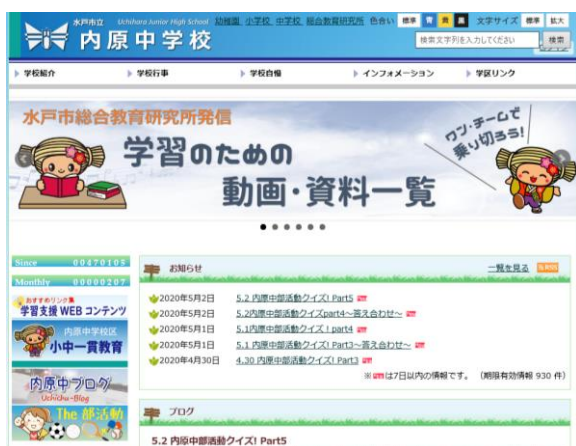 水戸市立 Uchihara Junior High School 幼稚園 小学校 中学校 総合教育研究所 色合い 標準 青 黄 黒 文字サイズ 標準 拡大
内原中学校
検索文字列を入力してください 検索
学校紹介 学校行事 学校自慢 インフォメーション 学区リンク
水戸市総合教育研究所発信
学習のための
動画・資料一覧
ワン・チームで
乗り切ろう!
Since 00470105
Monthly 00000207
おすすめリンク集
学習支援 WEB コンテンツ
内原中学校区
小中一貫教育
内原中ブログ
Uchichu-Blog
The 部活動
お知らせ 一覧を見る
2020年5月2日 5.2 内原中部活動クイズ! Part5
2020年5月2日 5.2内原中部活動クイズpart4~答え合わせ~
2020年5月1日 5.1内原中部活動クイズ!part4
2020年5月1日 5.1 内原中部活動クイズ! Part3~答え合わせ~
2020年4月30日 4.30 内原中部活動クイズ! Part3
※ は7日以内の情報です。 (期限有効情報 930 件)
ブログ
5.2 内原中部活動クイズ! Part5